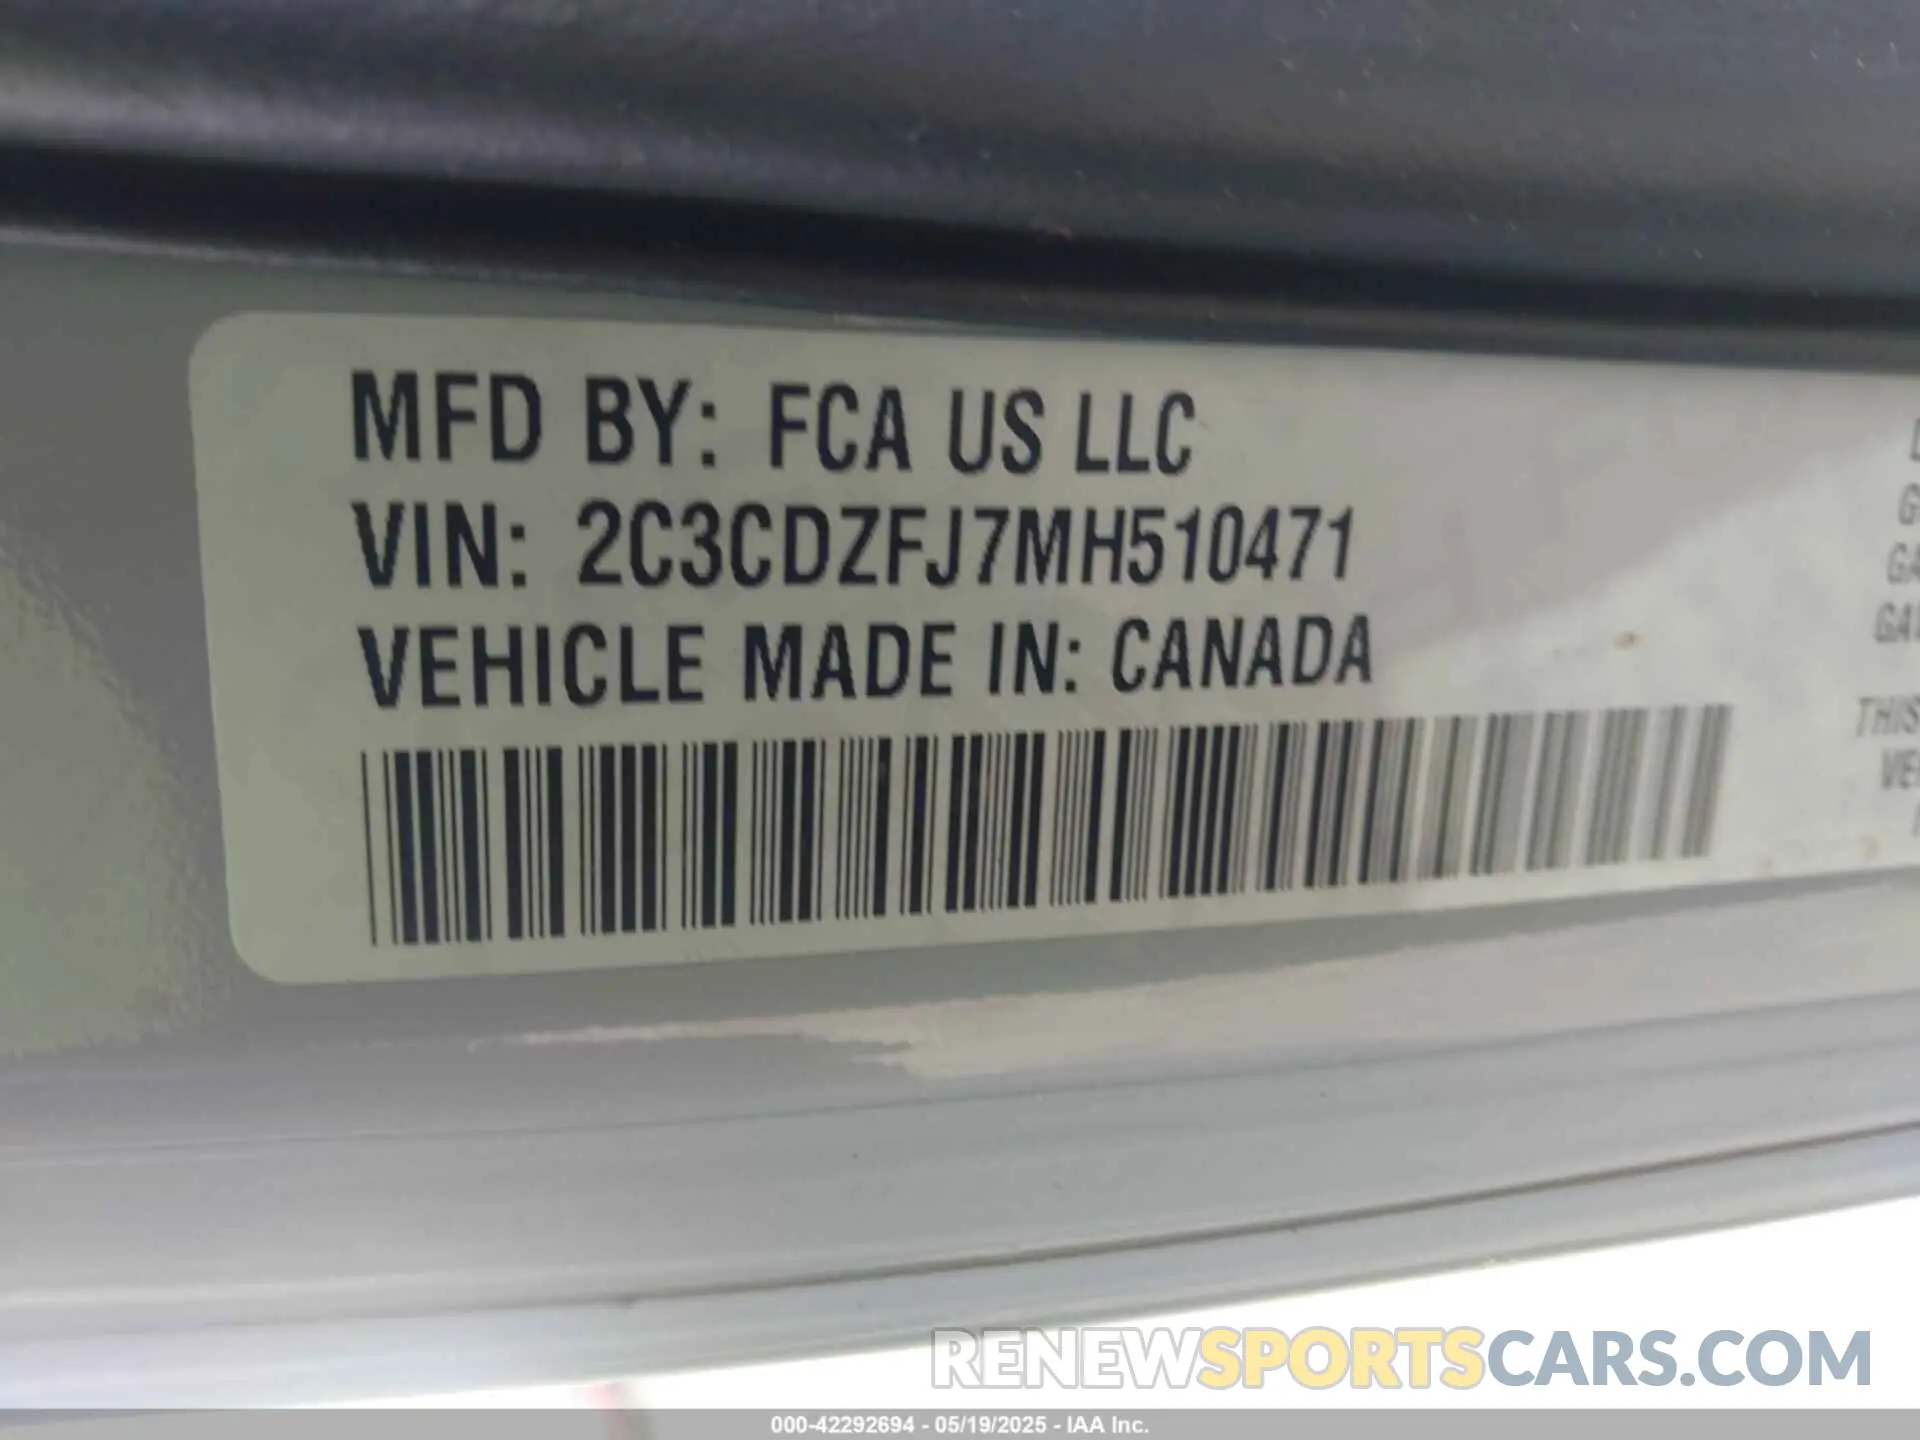 MFD BY: FCA US LLC
VIN: 2C3CDZFJ7MH510471
VEHICLE MADE IN: CANADA
THIS
RENEWSPORTSCARS.COM
000-42292694 - 05/19/2025 - IAA Inc.